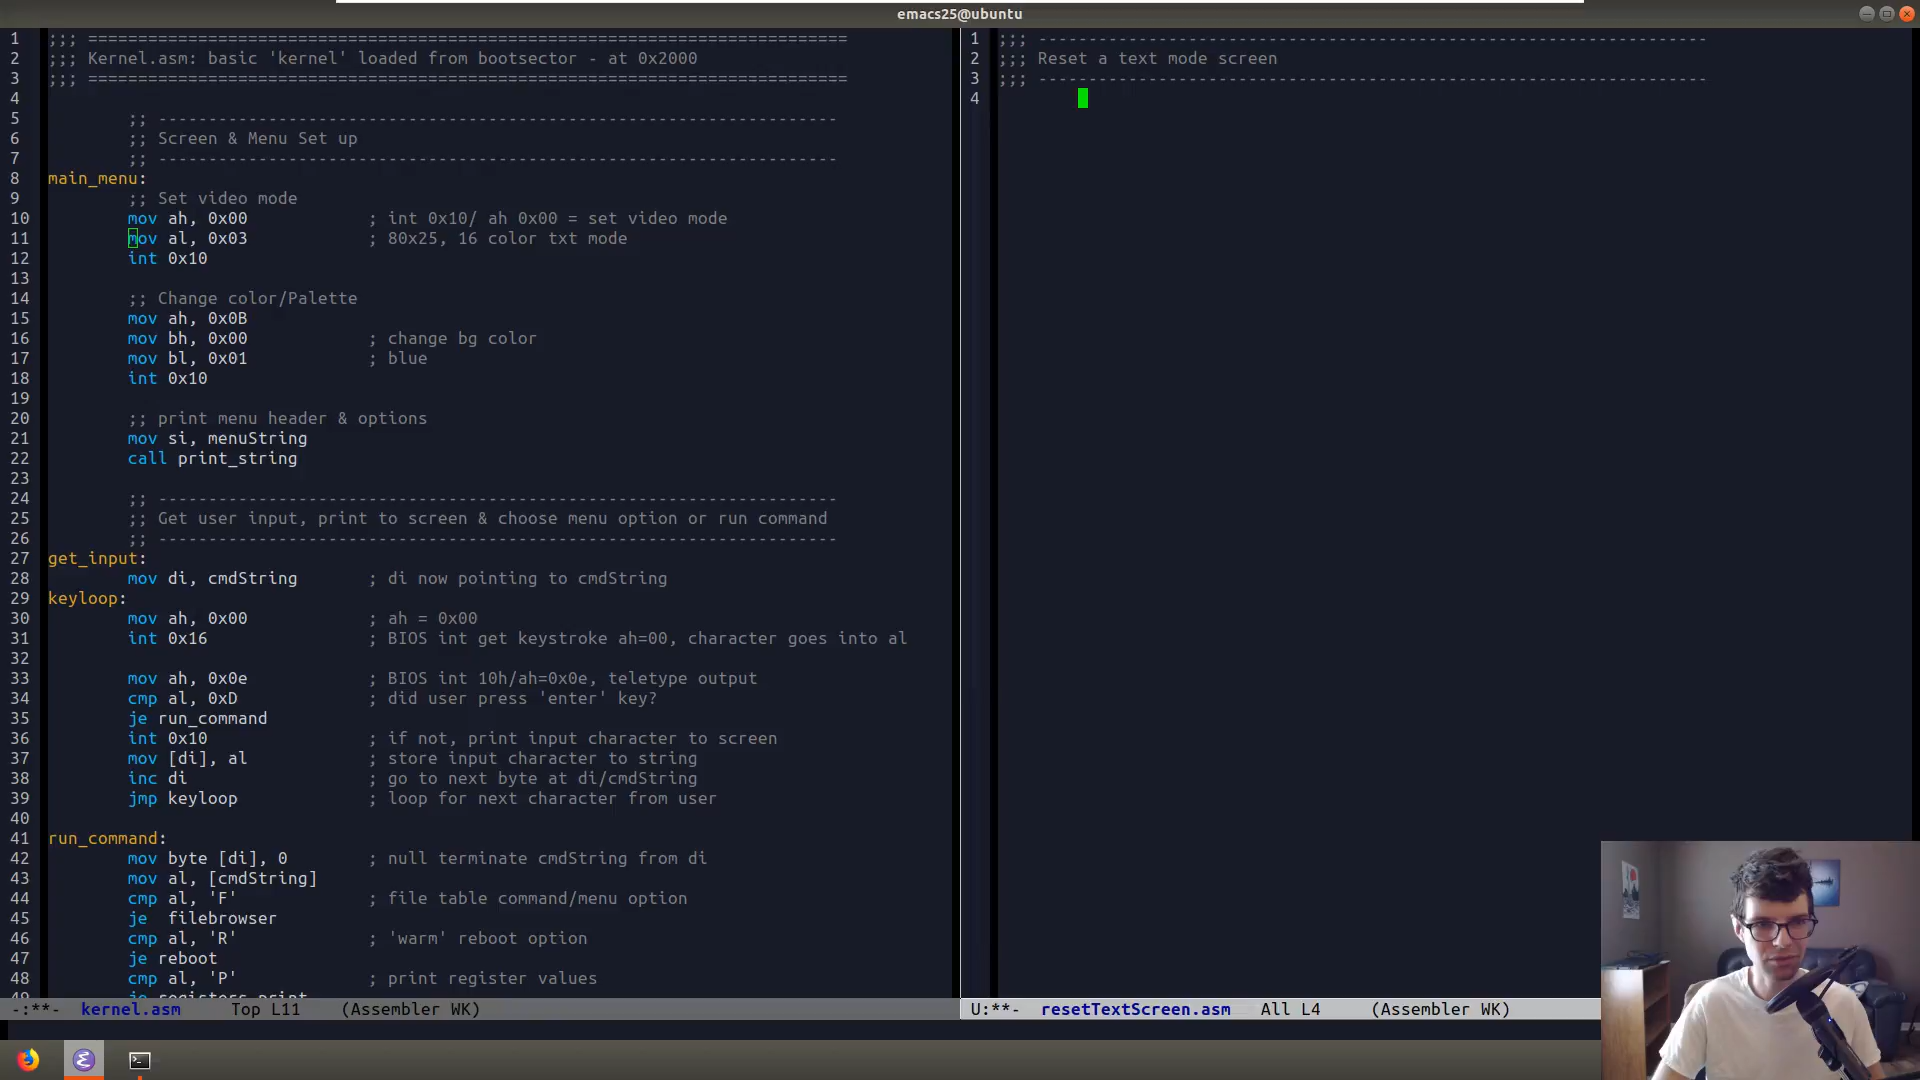 emacs25@ubuntu
1 ;;; ============================================================================
2 ;;; Kernel.asm: basic 'kernel' loaded from bootsector - at 0x2000
3 ;;; ============================================================================
4
5 ;; --------------------------------------------------------------------
6 ;; Screen & Menu Set up
7 ;; --------------------------------------------------------------------
8 main_menu:
9 ;; Set video mode
10 mov ah, 0x00 ; int 0x10/ ah 0x00 = set video mode
11 mov al, 0x03 ; 80x25, 16 color txt mode
12 int 0x10
13
14 ;; Change color/Palette
15 mov ah, 0x0B
16 mov bh, 0x00 ; change bg color
17 mov bl, 0x01 ; blue
18 int 0x10
19
20 ;; print menu header & options
21 mov si, menuString
22 call print_string
23
24 ;; --------------------------------------------------------------------
25 ;; Get user input, print to screen & choose menu option or run command
26 ;; --------------------------------------------------------------------
27 get_input:
28 mov di, cmdString ; di now pointing to cmdString
29 keyloop:
30 mov ah, 0x00 ; ah = 0x00
31 int 0x16 ; BIOS int get keystroke ah=00, character goes into al
32
33 mov ah, 0x0e ; BIOS int 10h/ah=0x0e, teletype output
34 cmp al, 0xD ; did user press 'enter' key?
35 je run_command
36 int 0x10 ; if not, print input character to screen
37 mov [di], al ; store input character to string
38 inc di ; go to next byte at di/cmdString
39 jmp keyloop ; loop for next character from user
40
41 run_command:
42 mov byte [di], 0 ; null terminate cmdString from di
43 mov al, [cmdString]
44 cmp al, 'F' ; file table command/menu option
45 je  filebrowser
46 cmp al, 'R' ; 'warm' reboot option
47 je reboot
48 cmp al, 'P' ; print register values
49 je registers_print
-:**-  kernel.asm     Top L11    (Assembler WK)
1 ;;; -------------------------------------------------------------------
2 ;;; Reset a text mode screen
3 ;;; -------------------------------------------------------------------
4
U:**-  resetTextScreen.asm   All L4     (Assembler WK)